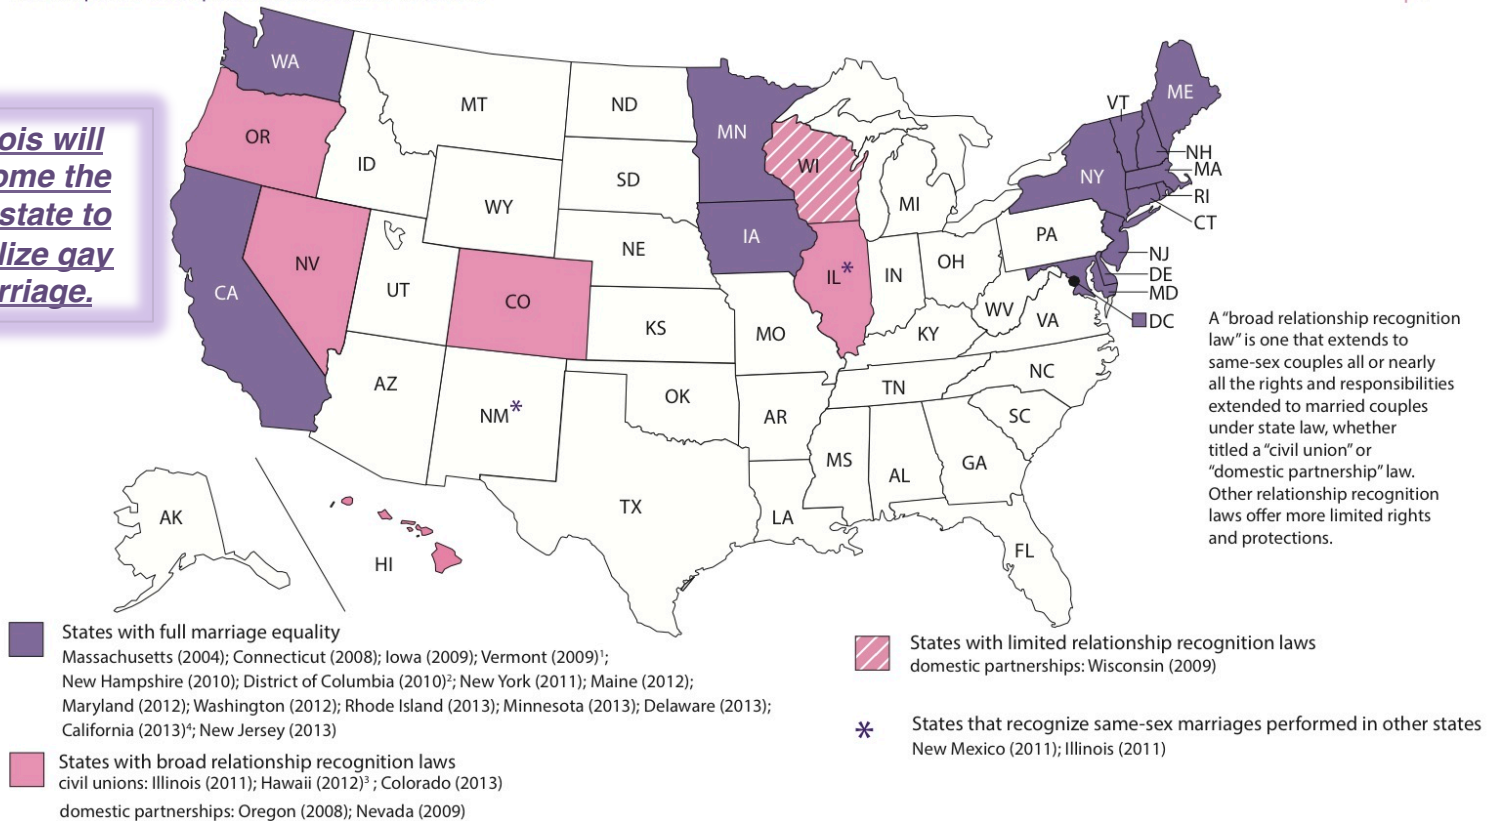 WA
OR
CA
NV
ID
MT
WY
UT
CO
AZ
NM*
ND
SD
NE
KS
OK
TX
MN
IA
MO
AR
LA
WI
IL*
MI
IN
OH
KY
TN
MS
AL
GA
FL
SC
NC
VA
WV
PA
NY
VT
ME
NH
MA
RI
CT
NJ
DE
MD
DC
AK
HI
will
the
state to
gay
A “broad relationship recognition
law” is one that extends to
same-sex couples all or nearly
all the rights and responsibilities
extended to married couples
under state law, whether
titled a “civil union” or
“domestic partnership” law.
Other relationship recognition
laws offer more limited rights
and protections.
States with full marriage equality
Massachusetts (2004); Connecticut (2008); Iowa (2009); Vermont (2009)¹;
New Hampshire (2010); District of Columbia (2010)²; New York (2011); Maine (2012);
Maryland (2012); Washington (2012); Rhode Island (2013); Minnesota (2013); Delaware (2013);
California (2013)⁴; New Jersey (2013)
States with broad relationship recognition laws
civil unions: Illinois (2011); Hawaii (2012)³ ; Colorado (2013)
domestic partnerships: Oregon (2008); Nevada (2009)
States with limited relationship recognition laws
domestic partnerships: Wisconsin (2009)
* States that recognize same-sex marriages performed in other states
New Mexico (2011); Illinois (2011)